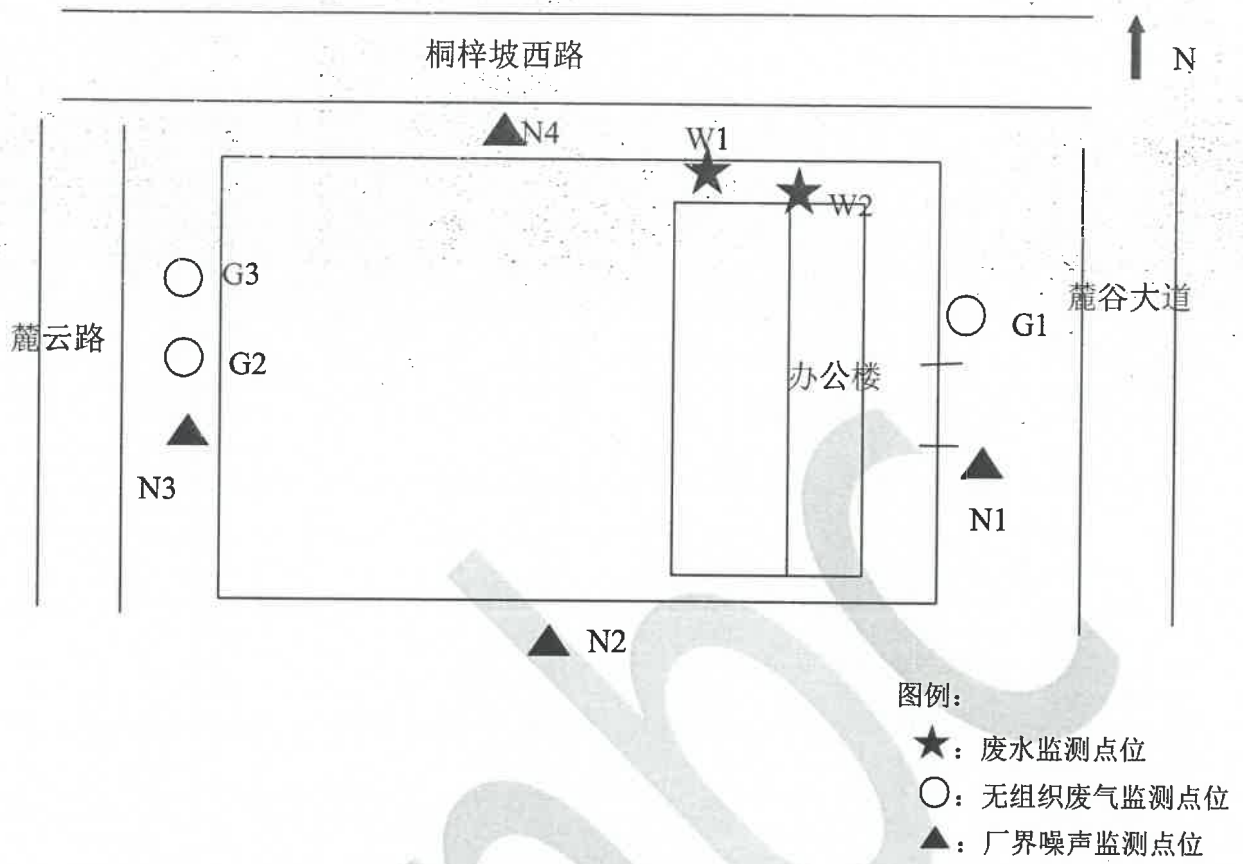 桐梓坡西路
N
N4
W1
W2
G3
麓云路
G2
麓谷大道
G1
办公楼
N3
N1
N2
图例：
★：废水监测点位
○：无组织废气监测点位
▲：厂界噪声监测点位